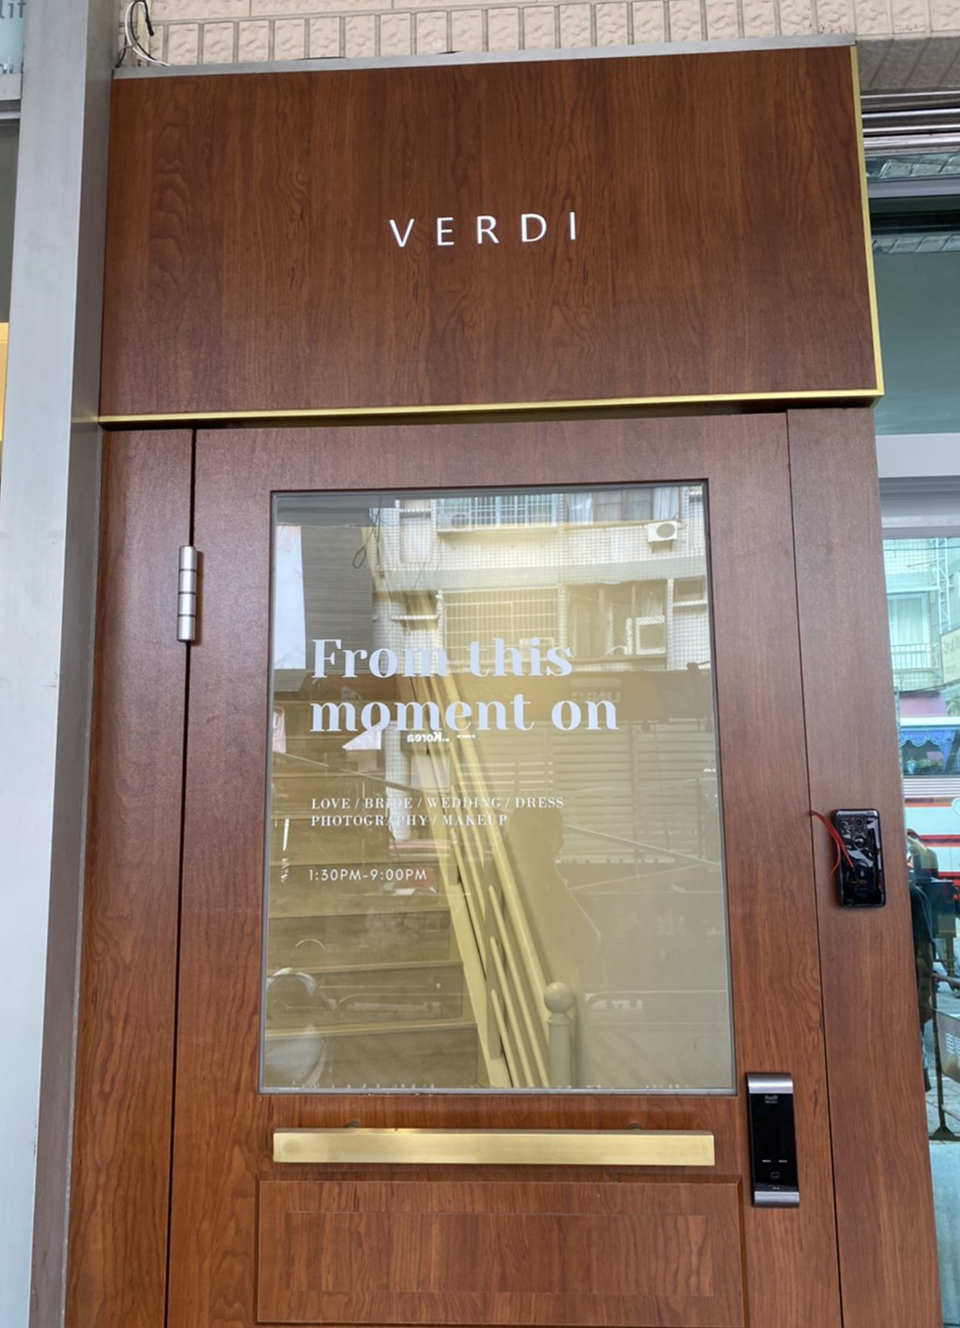 VERDI
From this
moment on
LOVE / BRIDE / WEDDING / DRESS
PHOTOGRAPHY / MAKEUP
1:30PM-9:00PM